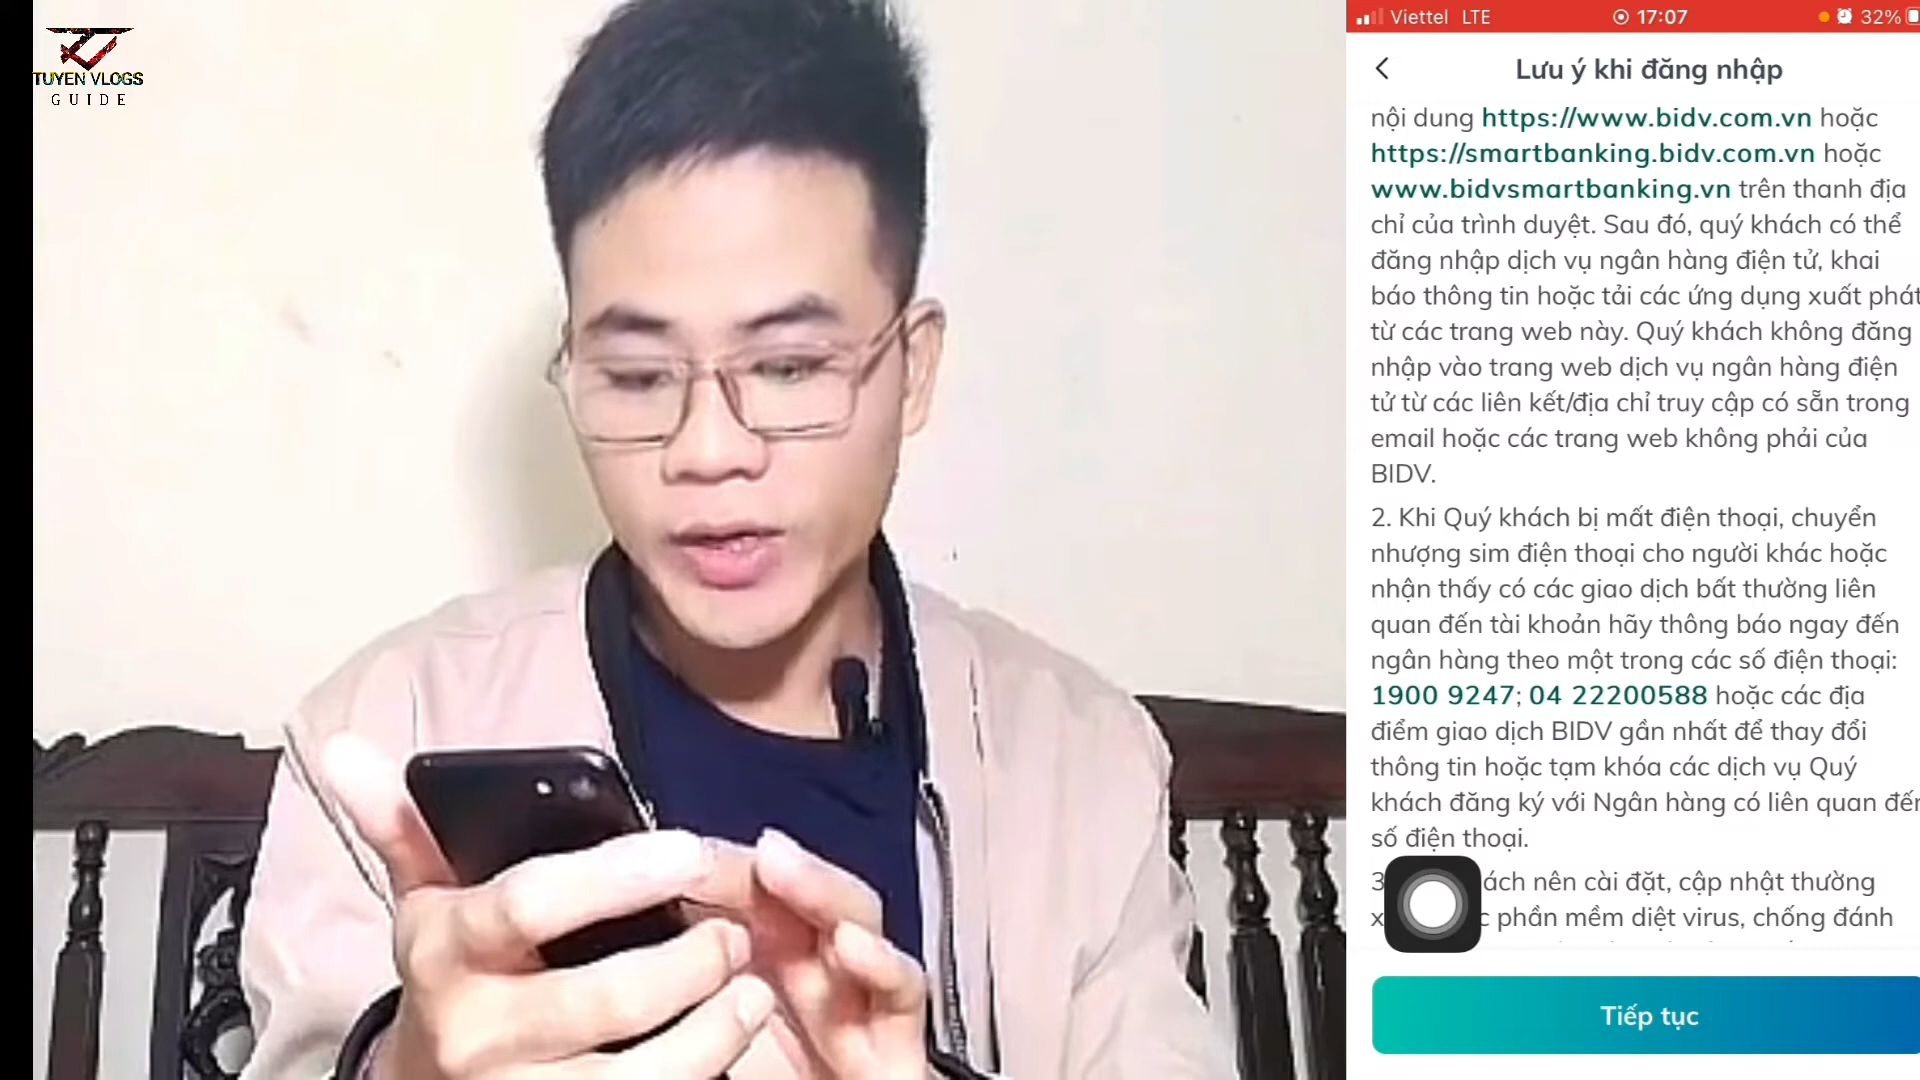 TUYEN VLOGS
GUIDE
Viettel LTE 17:07 32%
Lưu ý khi đăng nhập
nội dung https://www.bidv.com.vn hoặc
https://smartbanking.bidv.com.vn hoặc
www.bidvsmartbanking.vn trên thanh địa
chỉ của trình duyệt. Sau đó, quý khách có thể
đăng nhập dịch vụ ngân hàng điện tử, khai
báo thông tin hoặc tải các ứng dụng xuất phát
từ các trang web này. Quý khách không đăng
nhập vào trang web dịch vụ ngân hàng điện
tử từ các liên kết/địa chỉ truy cập có sẵn trong
email hoặc các trang web không phải của
BIDV.
2. Khi Quý khách bị mất điện thoại, chuyển
nhượng sim điện thoại cho người khác hoặc
nhận thấy có các giao dịch bất thường liên
quan đến tài khoản hãy thông báo ngay đến
ngân hàng theo một trong các số điện thoại:
1900 9247; 04 22200588 hoặc các địa
điểm giao dịch BIDV gần nhất để thay đổi
thông tin hoặc tạm khóa các dịch vụ Quý
khách đăng ký với Ngân hàng có liên quan đến
số điện thoại.
3 ách nên cài đặt, cập nhật thường
x c phần mềm diệt virus, chống đánh
Tiếp tục